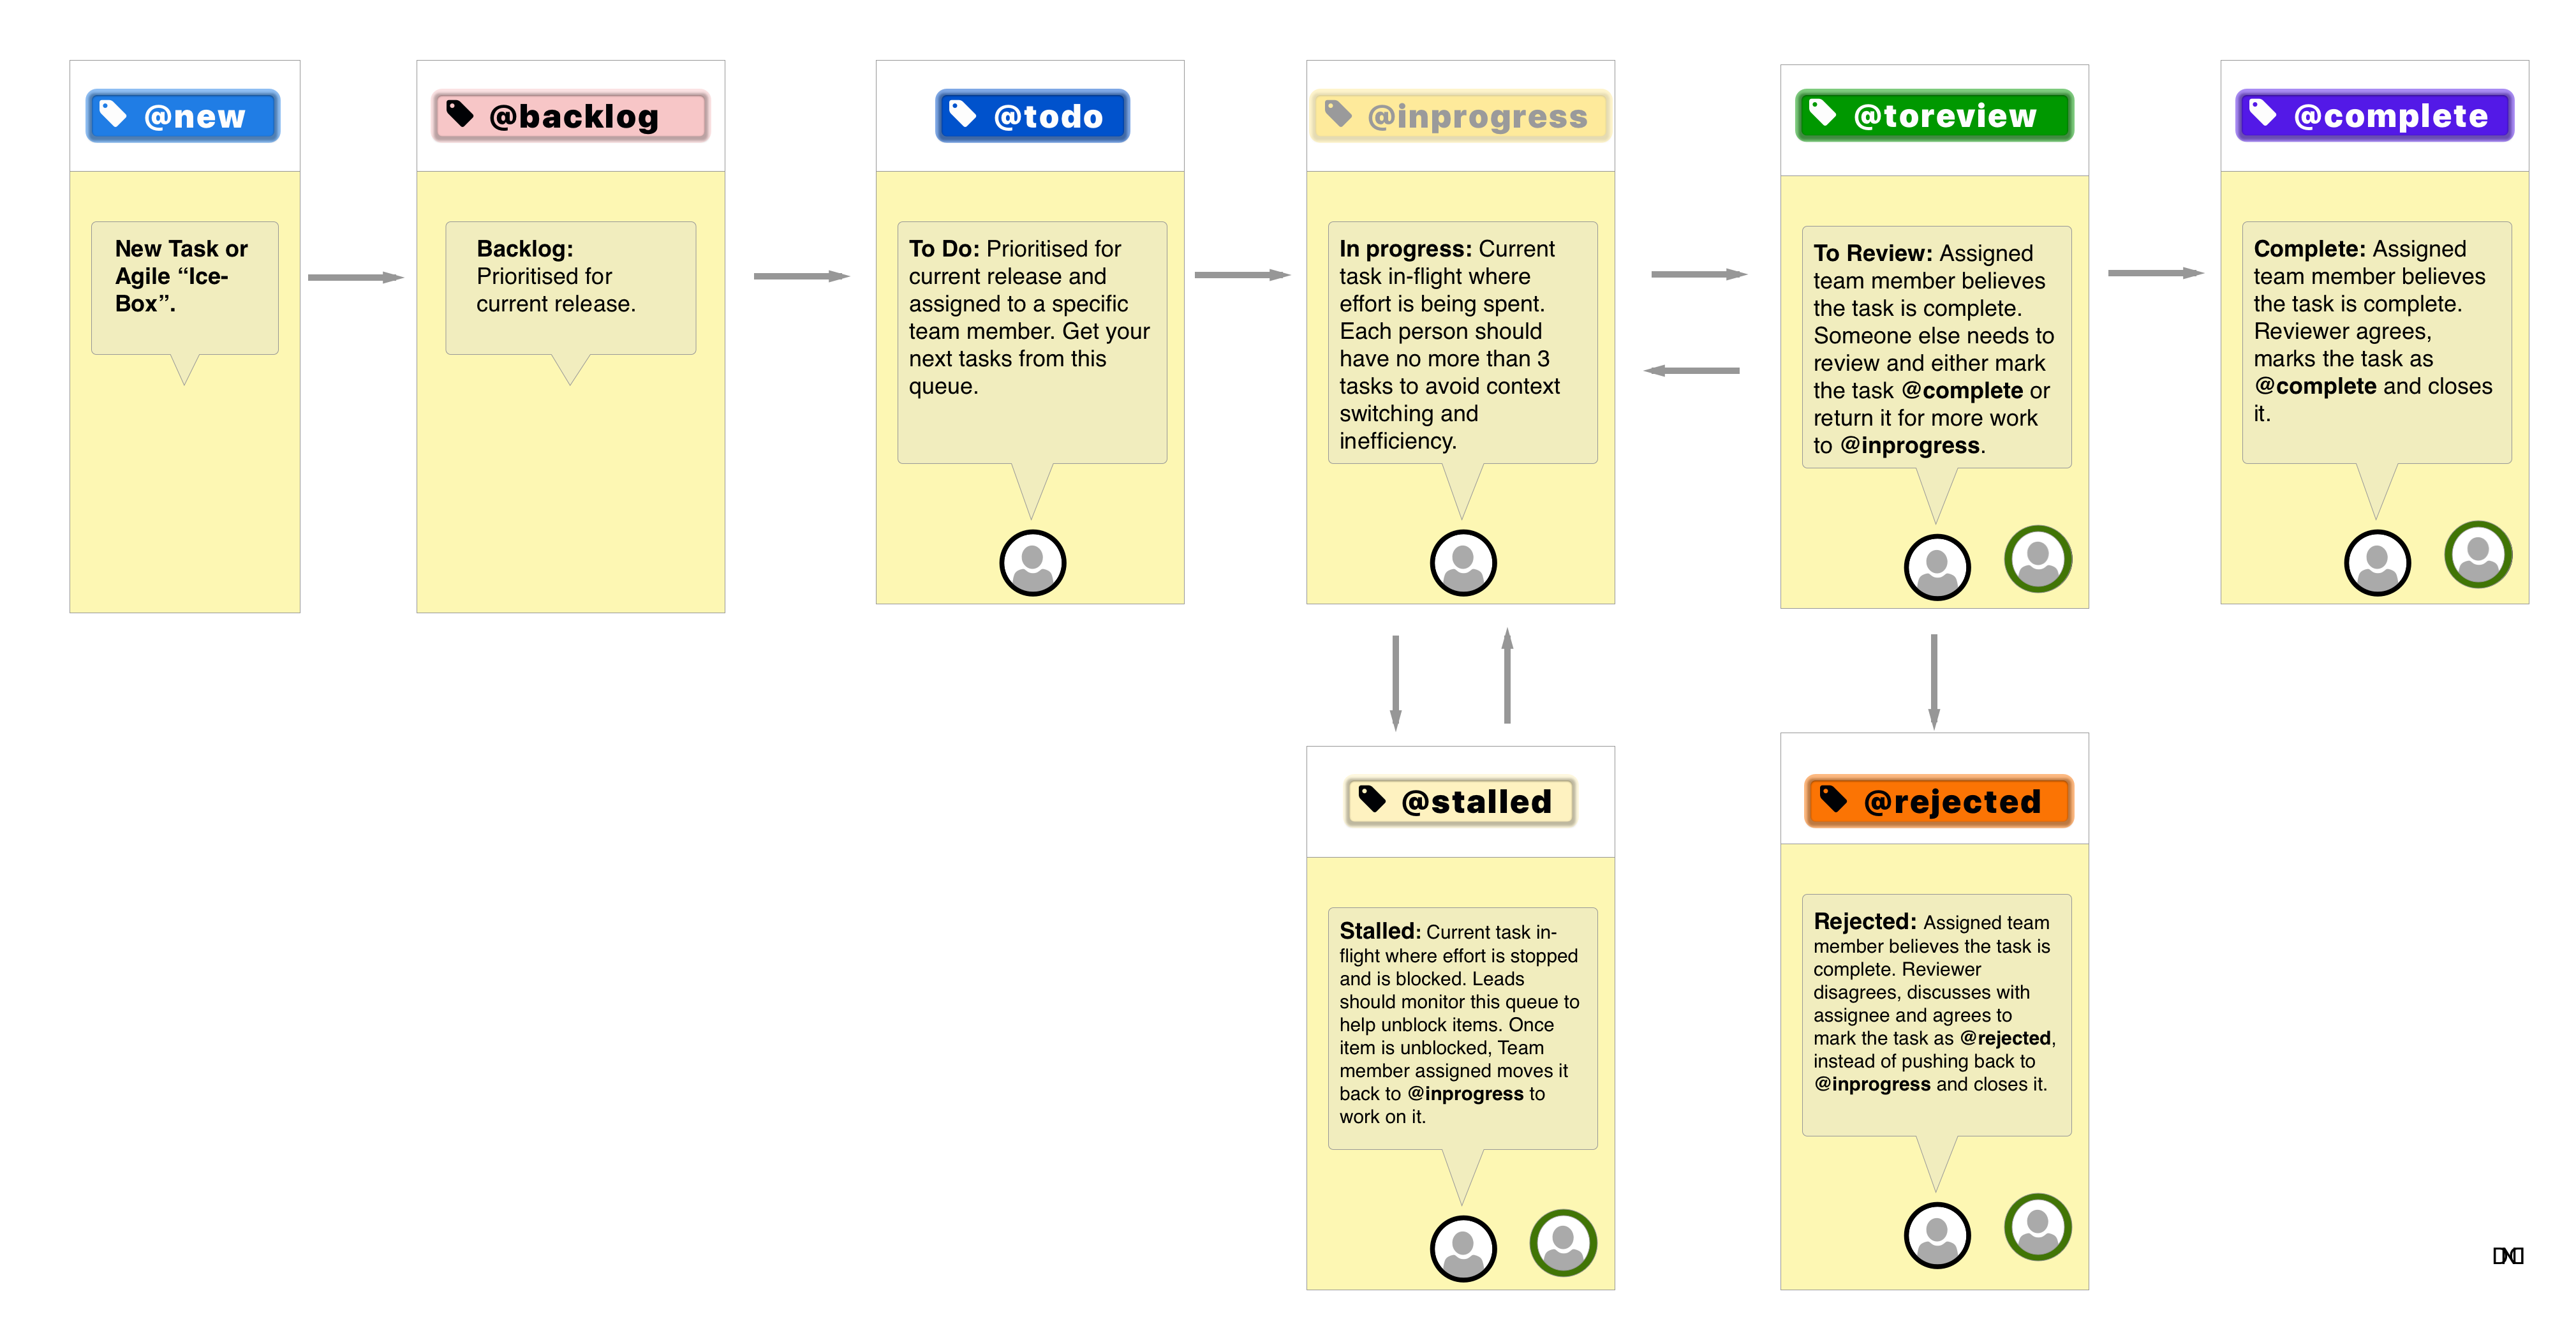 @new
New Task or
Agile “Ice-
Box”.
@backlog
Backlog:
Prioritised for
current release.
@todo
To Do: Prioritised for
current release and
assigned to a specific
team member. Get your
next tasks from this
queue.
@inprogress
In progress: Current
task in-flight where
effort is being spent.
Each person should
have no more than 3
tasks to avoid context
switching and
inefficiency.
@toreview
To Review: Assigned
team member believes
the task is complete.
Someone else needs to
review and either mark
the task @complete or
return it for more work
to @inprogress.
@complete
Complete: Assigned
team member believes
the task is complete.
Reviewer agrees,
marks the task as
@complete and closes
it.
@stalled
Stalled: Current task in-
flight where effort is stopped
and is blocked. Leads
should monitor this queue to
help unblock items. Once
item is unblocked, Team
member assigned moves it
back to @inprogress to
work on it.
@rejected
Rejected: Assigned team
member believes the task is
complete. Reviewer
disagrees, discusses with
assignee and agrees to
mark the task as @rejected,
instead of pushing back to
@inprogress and closes it.